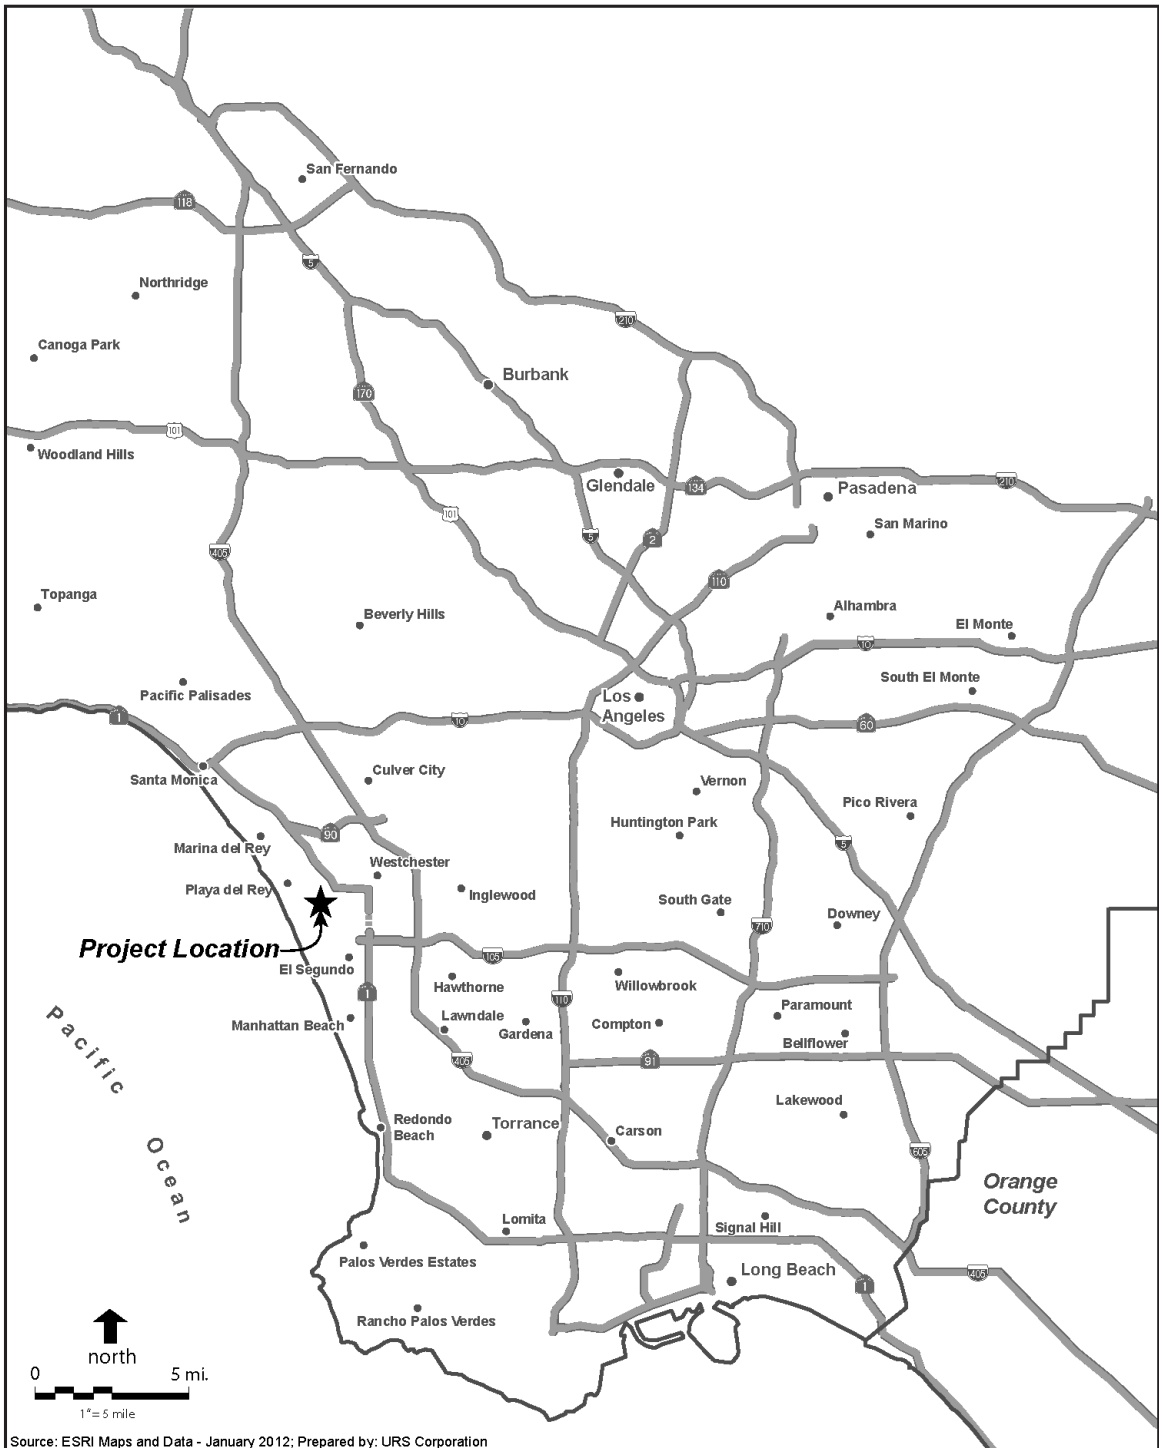 San Fernando
118
5
Northridge
210
Canoga Park
Burbank
170
101
Woodland Hills
Glendale
134
210
Pasadena
101
San Marino
5
2
405
110
Topanga
Beverly Hills
Alhambra
El Monte
10
South El Monte
Pacific Palisades
Los
Angeles
1
10
60
Santa Monica
Culver City
Vernon
Pico Rivera
Huntington Park
90
5
Marina del Rey
Westchester
Playa del Rey
Inglewood
South Gate
Downey
710
Project Location
105
El Segundo
Hawthorne
Willowbrook
1
110
Paramount
Manhattan Beach
Lawndale
Gardena
Compton
Bellflower
405
91
Pacific Ocean
Lakewood
Redondo
Beach
Torrance
Carson
605
Orange
County
Lomita
Signal Hill
Palos Verdes Estates
Long Beach
405
1
Rancho Palos Verdes
north
0 5 mi.
1"= 5 mile
Source: ESRI Maps and Data - January 2012; Prepared by: URS Corporation